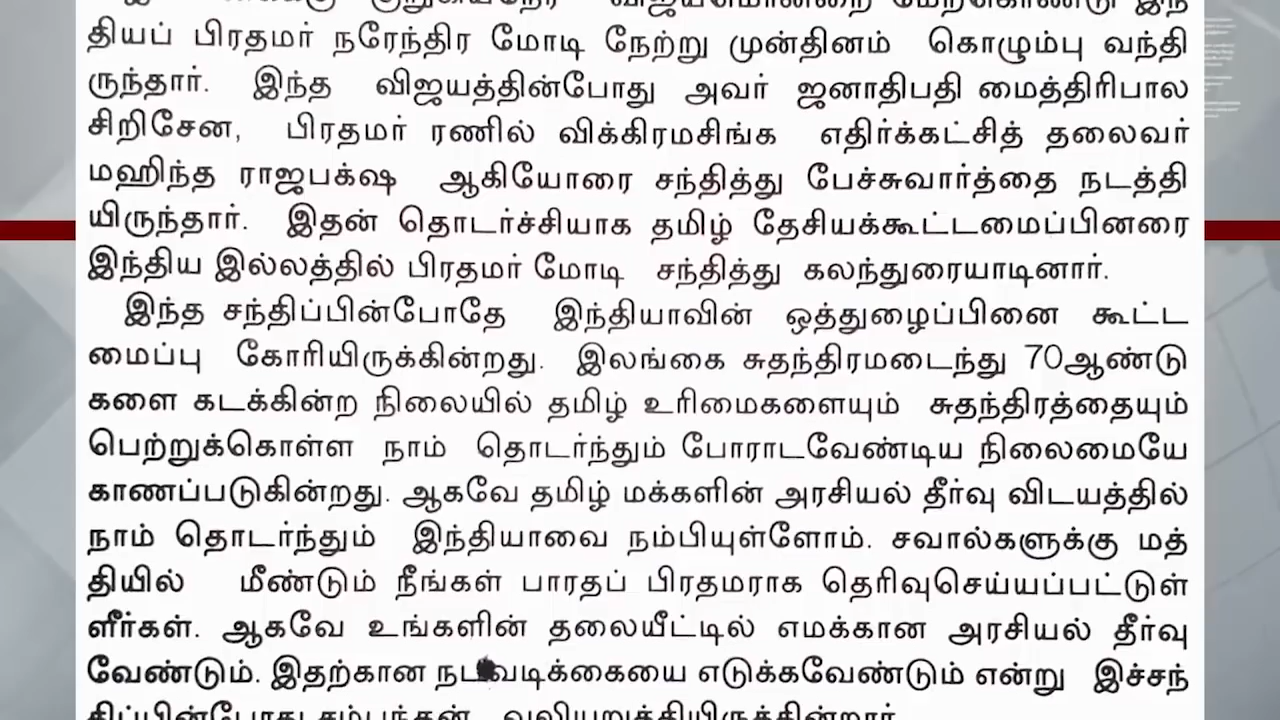 தியப் பிரதமர் நரேந்திர மோடி நேற்று முன்தினம் கொழும்பு வந்தி
ருந்தார். இந்த விஜயத்தின்போது அவர் ஜனாதிபதி மைத்திரிபால
சிறிசேன, பிரதமர் ரணில் விக்கிரமசிங்க எதிர்க்கட்சித் தலைவர்
மஹிந்த ராஜபக்ஷ ஆகியோரை சந்தித்து பேச்சுவார்த்தை நடத்தி
யிருந்தார். இதன் தொடர்ச்சியாக தமிழ் தேசியக்கூட்டமைப்பினரை
இந்திய இல்லத்தில் பிரதமர் மோடி சந்தித்து கலந்துரையாடினார்.
இந்த சந்திப்பின்போதே இந்தியாவின் ஒத்துழைப்பினை கூட்ட
மைப்பு கோரியிருக்கின்றது. இலங்கை சுதந்திரமடைந்து 70ஆண்டு
களை கடக்கின்ற நிலையில் தமிழ் உரிமைகளையும் சுதந்திரத்தையும்
பெற்றுக்கொள்ள நாம் தொடர்ந்தும் போராடவேண்டிய நிலைமையே
காணப்படுகின்றது. ஆகவே தமிழ் மக்களின் அரசியல் தீர்வு விடயத்தில்
நாம் தொடர்ந்தும் இந்தியாவை நம்பியுள்ளோம். சவால்களுக்கு மத்
தியில் மீண்டும் நீங்கள் பாரதப் பிரதமராக தெரிவுசெய்யப்பட்டுள்
ளீர்கள். ஆகவே உங்களின் தலையீட்டில் எமக்கான அரசியல் தீர்வு
வேண்டும். இதற்கான நடவடிக்கையை எடுக்கவேண்டும் என்று இச்சந்
திப்பின்போது சம்பந்தன் வலியுறுத்தியிருக்கின்றார்.